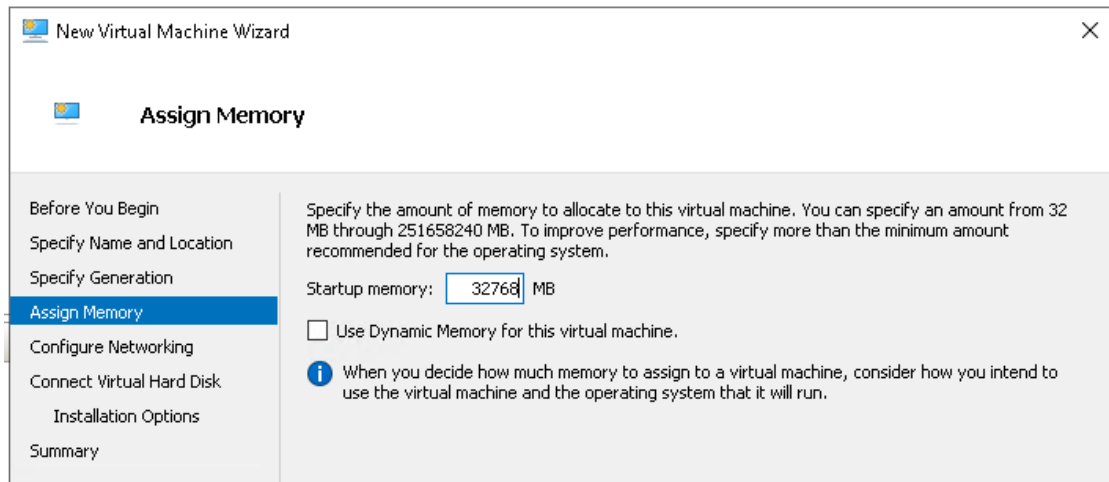 New Virtual Machine Wizard
Assign Memory
Before You Begin
Specify Name and Location
Specify Generation
Assign Memory
Configure Networking
Connect Virtual Hard Disk
Installation Options
Summary
Specify the amount of memory to allocate to this virtual machine. You can specify an amount from 32
MB through 251658240 MB. To improve performance, specify more than the minimum amount
recommended for the operating system.
Startup memory: 32768 MB
Use Dynamic Memory for this virtual machine.
When you decide how much memory to assign to a virtual machine, consider how you intend to
use the virtual machine and the operating system that it will run.